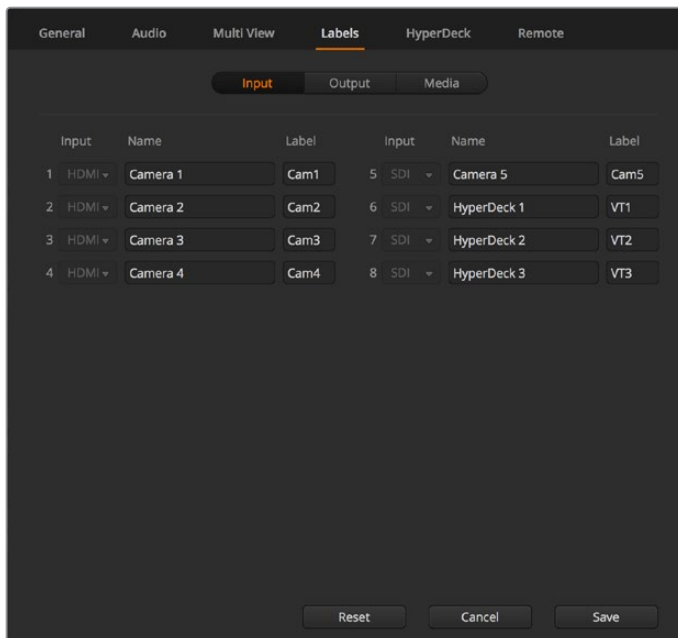 General Audio Multi View Labels HyperDeck Remote
Input Output Media
Input Name Label Input Name Label
1 HDMI Camera 1 Cam1 5 SDI Camera 5 Cam5
2 HDMI Camera 2 Cam2 6 SDI HyperDeck 1 VT1
3 HDMI Camera 3 Cam3 7 SDI HyperDeck 2 VT2
4 HDMI Camera 4 Cam4 8 SDI HyperDeck 3 VT3
Reset Cancel Save